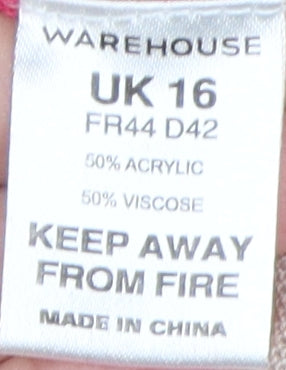 WAREHOUSE
UK 16
FR44 D42
50% ACRYLIC
50% VISCOSE
KEEP AWAY
FROM FIRE
MADE IN CHINA